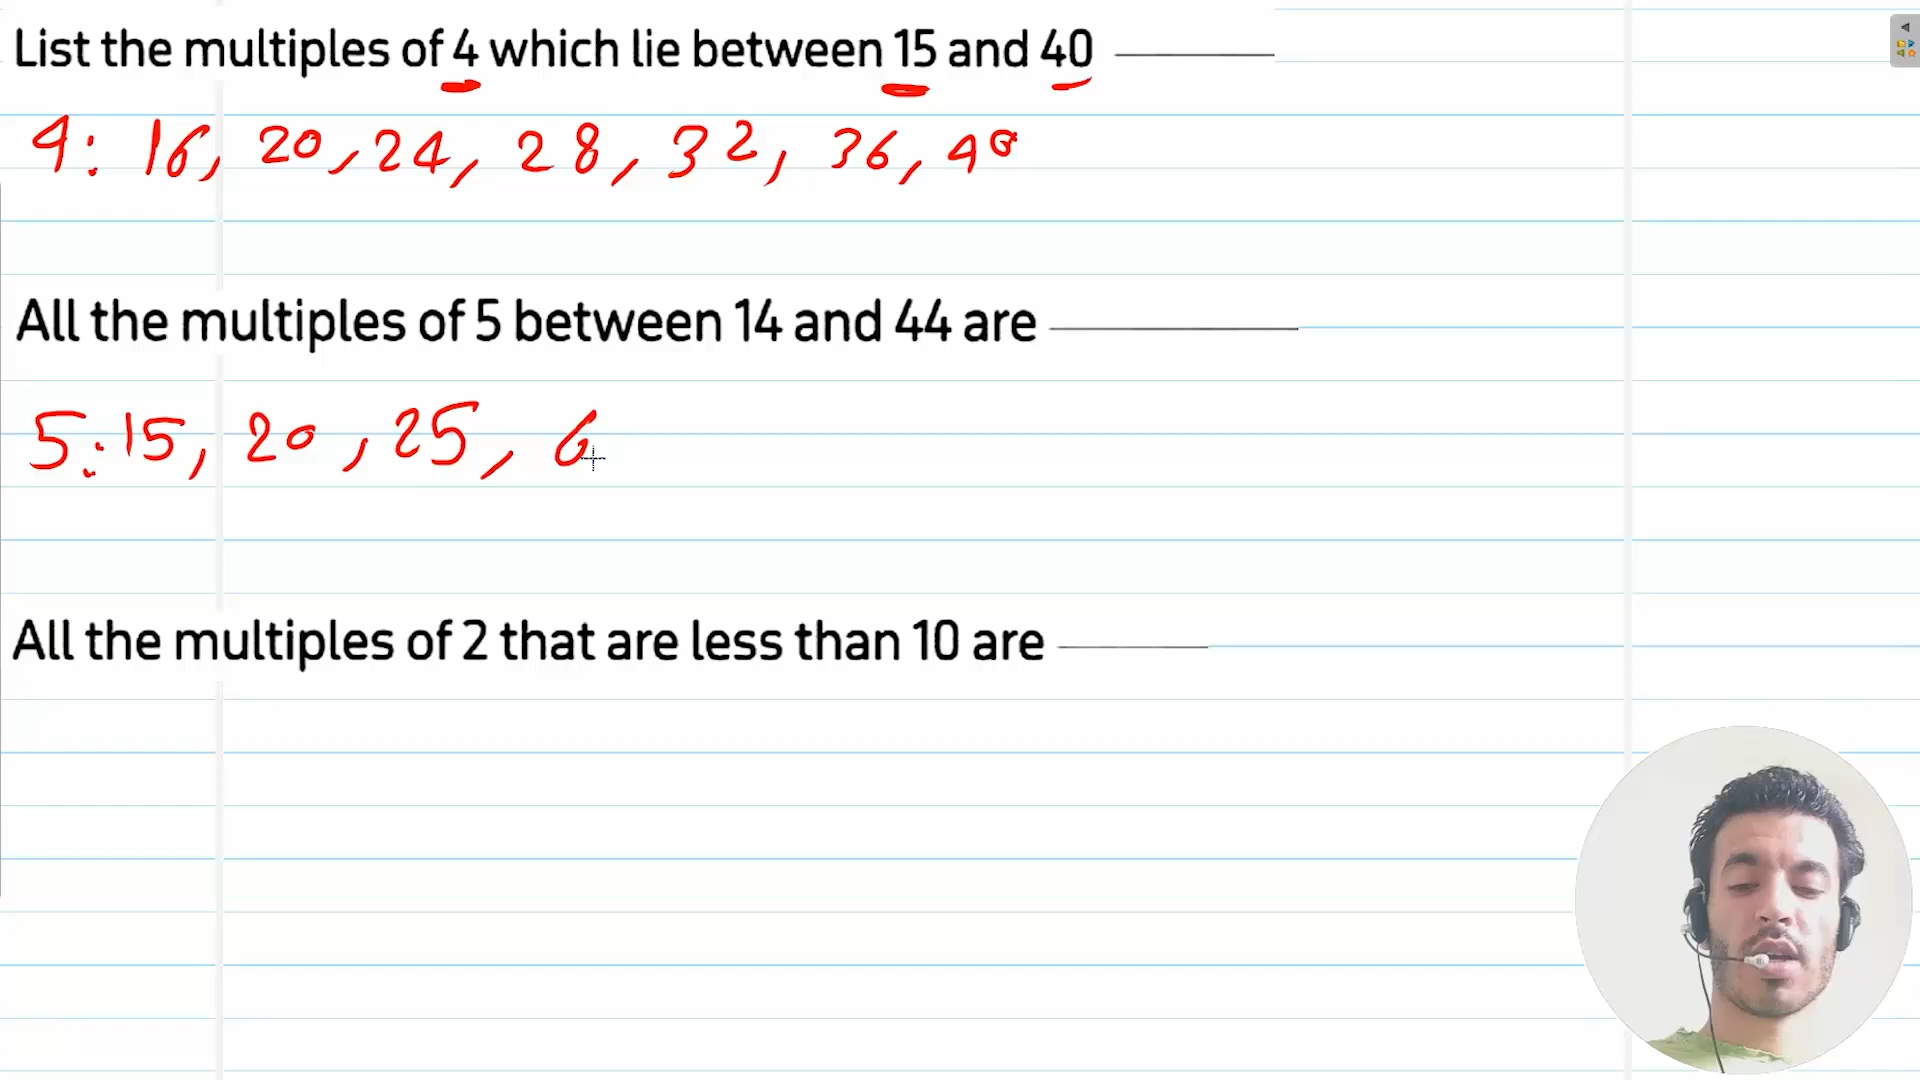 List the multiples of 4 which lie between 15 and 40
4: 16, 20, 24, 28, 32, 36, 40
All the multiples of 5 between 14 and 44 are
5: 15, 20, 25,
All the multiples of 2 that are less than 10 are